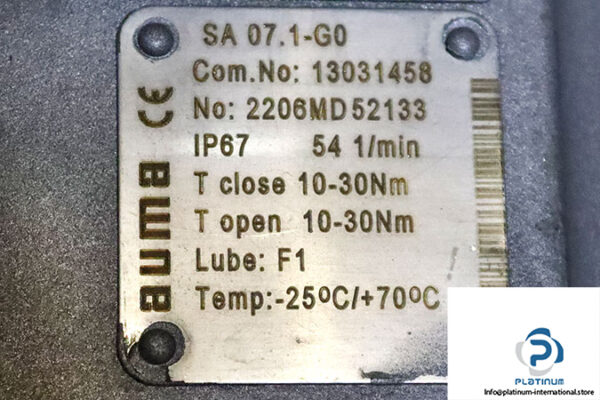 SA 07.1-G0
Com.No: 13031458
No: 2206MD52133
IP67 54 1/min
T close 10-30Nm
T open 10-30Nm
Lube: F1
Temp:-25ºC/+70ºC
CE
auma
PLATINUM
Info@platinum-international.store